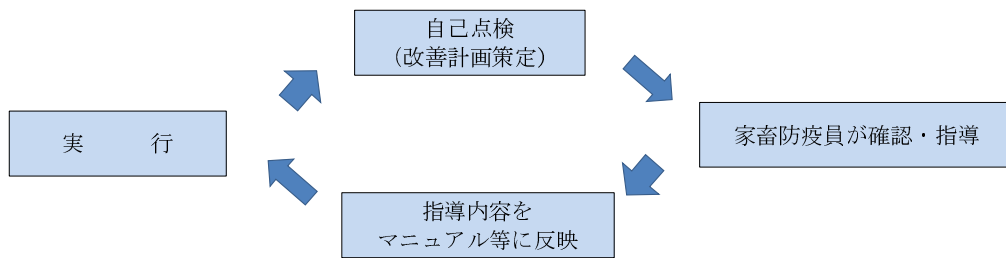 自己点検
（改善計画策定）
家畜防疫員が確認・指導
実　　　行
指導内容を
マニュアル等に反映